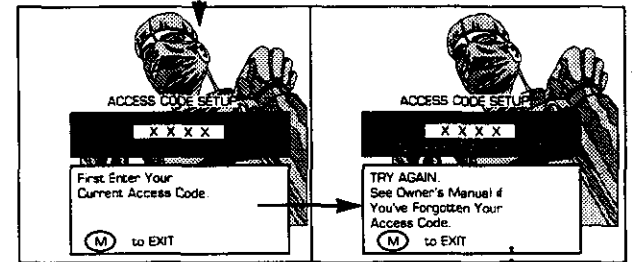 ACCESS CODE SETUP
X X X X
First Enter Your
Current Access Code.
M to EXIT
ACCESS CODE SETUP
X X X X
TRY AGAIN.
See Owner's Manual if
You've Forgotten Your
Access Code.
M to EXIT